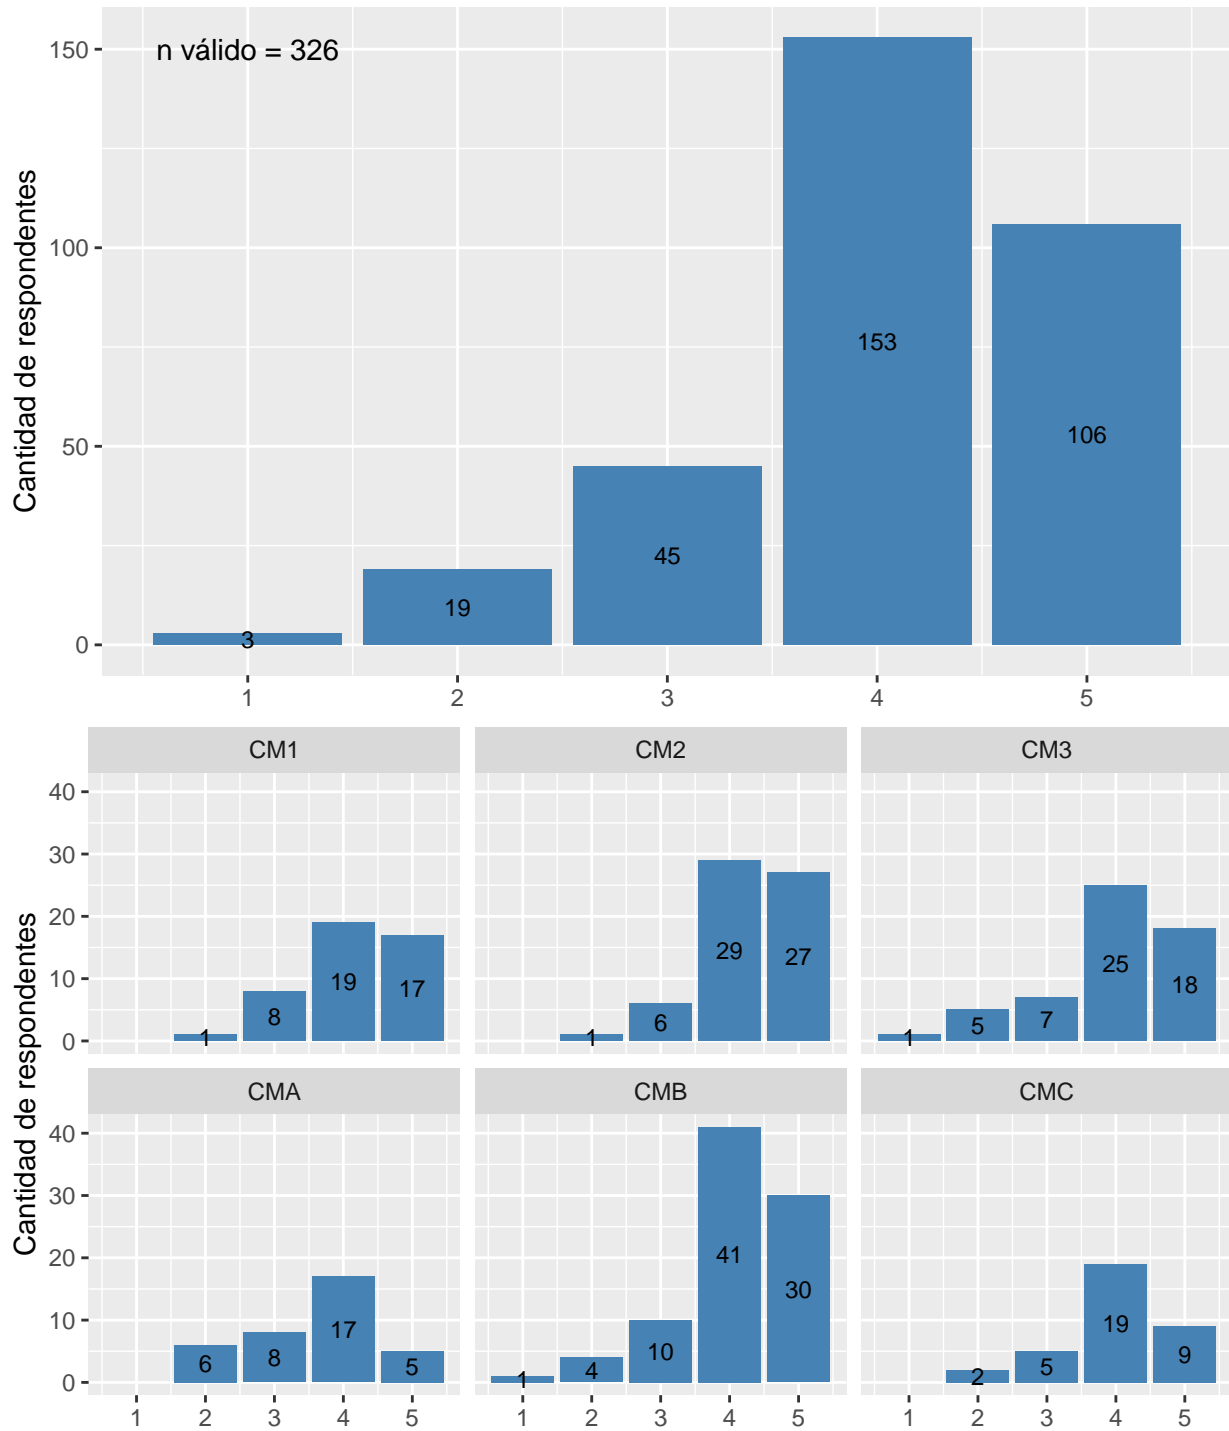 n válido = 326
150
100
50
0
Cantidad de respondentes
3
19
45
153
106
1 2 3 4 5
CM1 CM2 CM3
40
30
20
10
0
1 8 19 17
1 6 29 27
1 5 7 25 18
Cantidad de respondentes
CMA CMB CMC
40
30
20
10
0
6 8 17 5
1 4 10 41 30
2 5 19 9
1 2 3 4 5 1 2 3 4 5 1 2 3 4 5